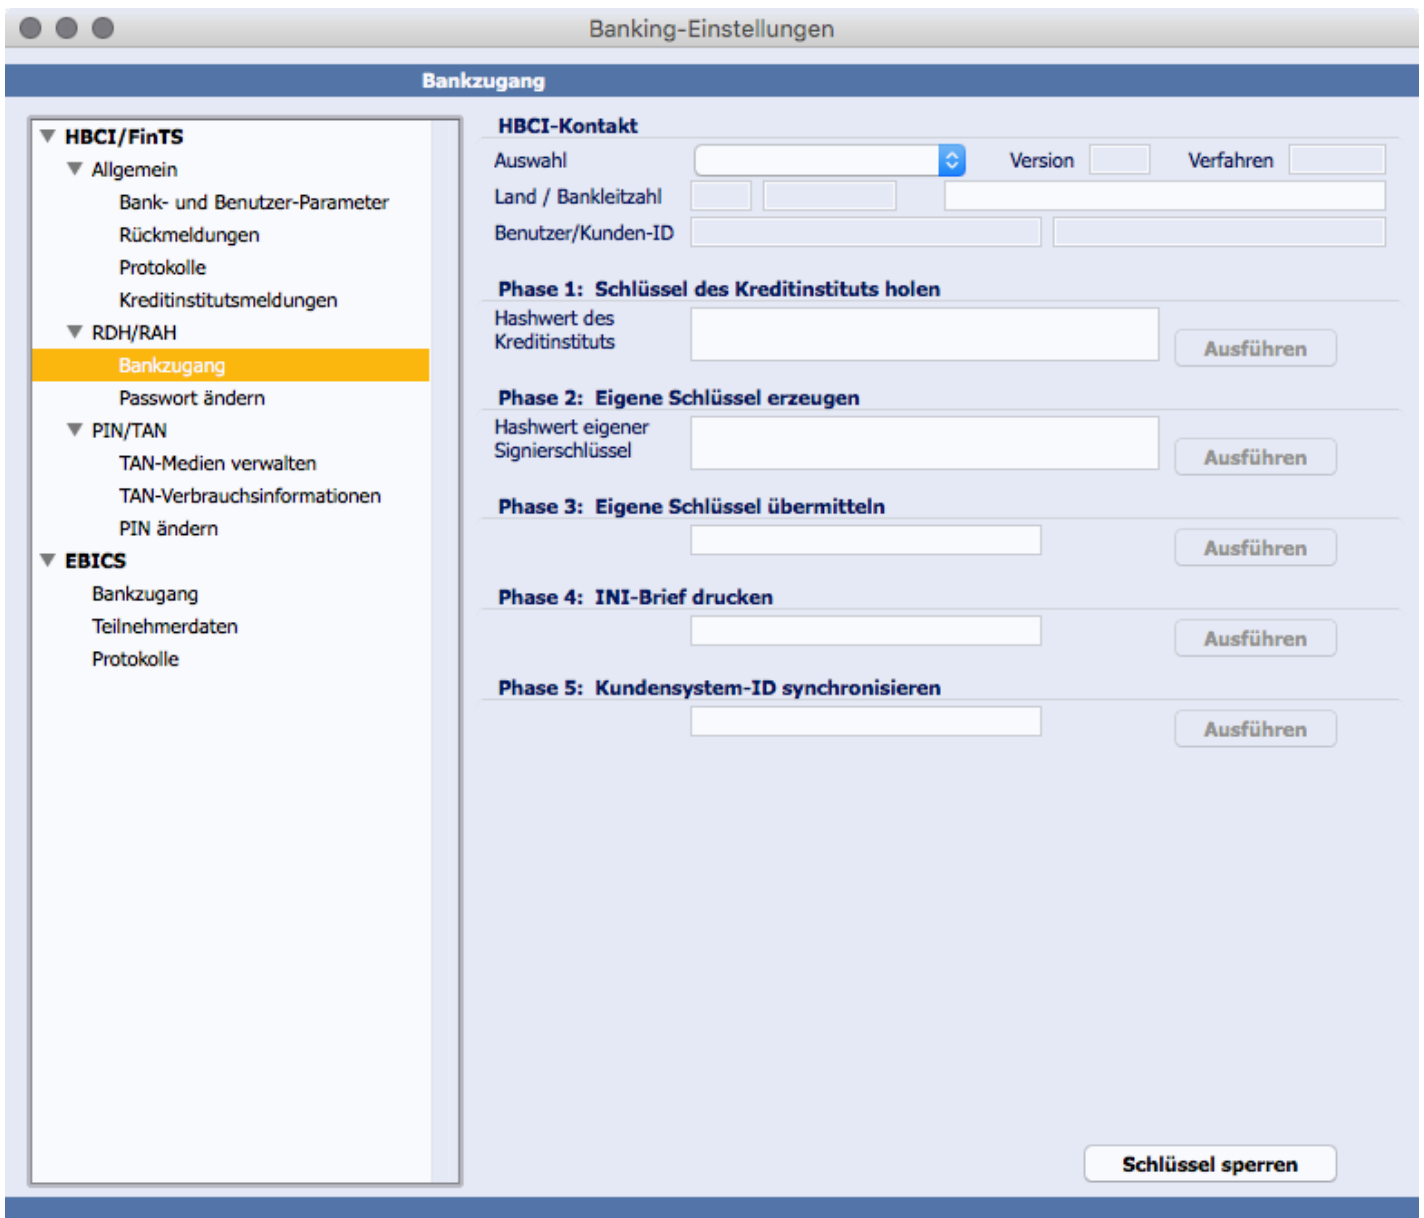 Banking-Einstellungen
Bankzugang
HBCI/FinTS
Allgemein
Bank- und Benutzer-Parameter
Rückmeldungen
Protokolle
Kreditinstitutsmeldungen
RDH/RAH
Bankzugang
Passwort ändern
PIN/TAN
TAN-Medien verwalten
TAN-Verbrauchsinformationen
PIN ändern
EBICS
Bankzugang
Teilnehmerdaten
Protokolle
HBCI-Kontakt
Auswahl Version Verfahren
Land / Bankleitzahl
Benutzer/Kunden-ID
Phase 1: Schlüssel des Kreditinstituts holen
Hashwert des
Kreditinstituts
Ausführen
Phase 2: Eigene Schlüssel erzeugen
Hashwert eigener
Signierschlüssel
Ausführen
Phase 3: Eigene Schlüssel übermitteln
Ausführen
Phase 4: INI-Brief drucken
Ausführen
Phase 5: Kundensystem-ID synchronisieren
Ausführen
Schlüssel sperren